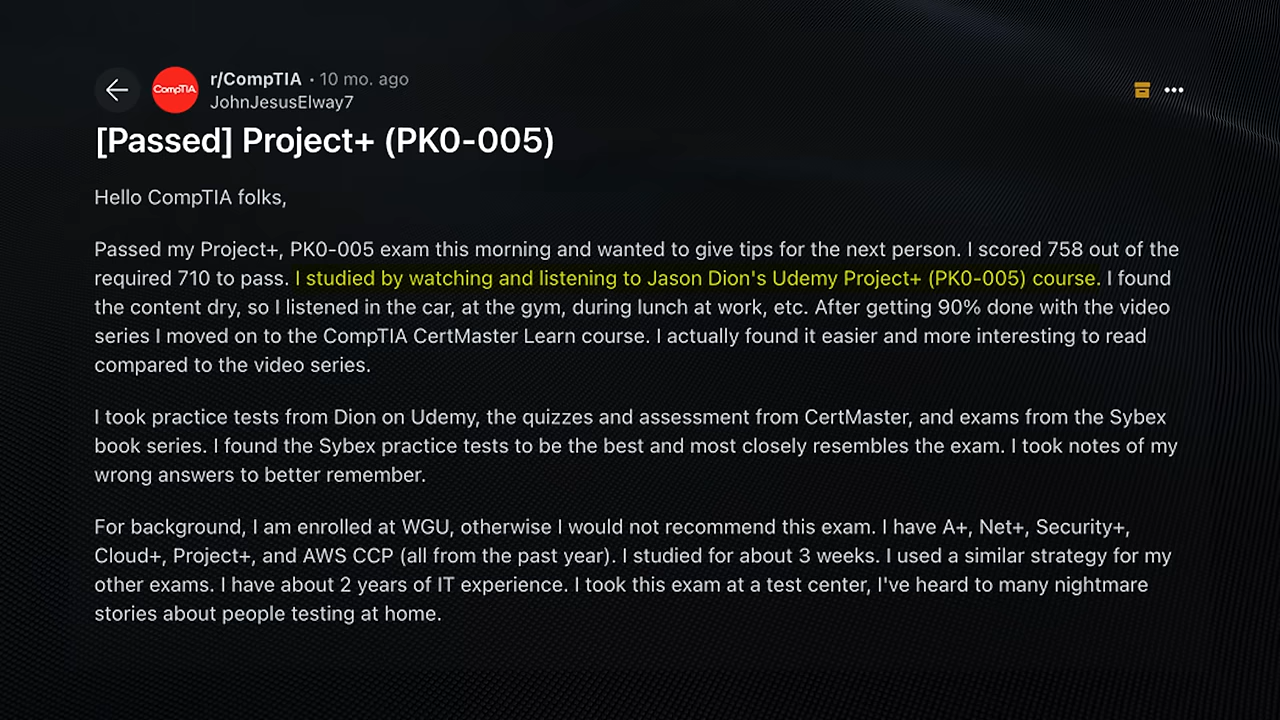 r/CompTIA · 10 mo. ago
CompTIA
JohnJesusElway7
[Passed] Project+ (PK0-005)
Hello CompTIA folks,
Passed my Project+, PK0-005 exam this morning and wanted to give tips for the next person. I scored 758 out of the
required 710 to pass. I studied by watching and listening to Jason Dion's Udemy Project+ (PK0-005) course. I found
the content dry, so I listened in the car, at the gym, during lunch at work, etc. After getting 90% done with the video
series I moved on to the CompTIA CertMaster Learn course. I actually found it easier and more interesting to read
compared to the video series.
I took practice tests from Dion on Udemy, the quizzes and assessment from CertMaster, and exams from the Sybex
book series. I found the Sybex practice tests to be the best and most closely resembles the exam. I took notes of my
wrong answers to better remember.
For background, I am enrolled at WGU, otherwise I would not recommend this exam. I have A+, Net+, Security+,
Cloud+, Project+, and AWS CCP (all from the past year). I studied for about 3 weeks. I used a similar strategy for my
other exams. I have about 2 years of IT experience. I took this exam at a test center, I've heard to many nightmare
stories about people testing at home.